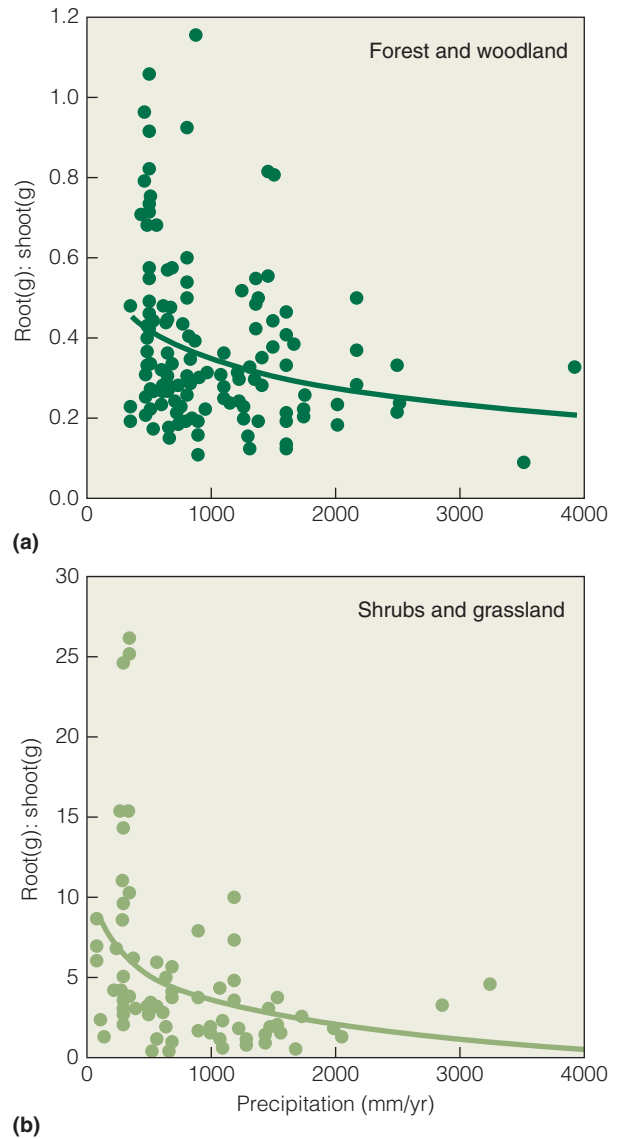 1.2
Forest and woodland
1.0
0.8
0.6
0.4
0.2
0.0
Root(g): shoot(g)
0 1000 2000 3000 4000
(a)
30
Shrubs and grassland
25
20
15
10
5
0
Root(g): shoot(g)
0 1000 2000 3000 4000
Precipitation (mm/yr)
(b)